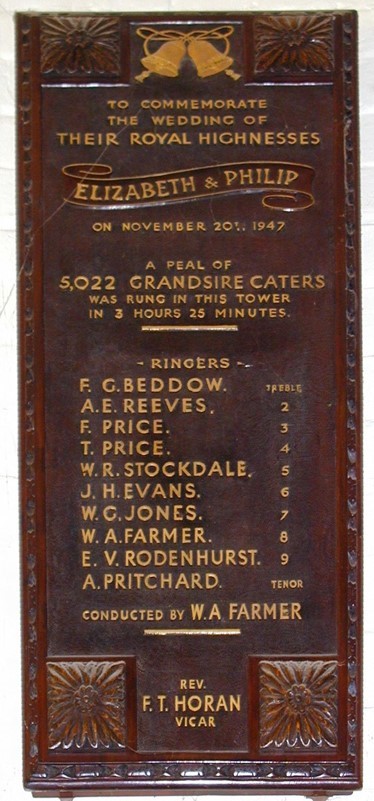 TO COMMEMORATE
THE WEDDING OF
THEIR ROYAL HIGHNESSES
ELIZABETH & PHILIP
ON NOVEMBER 20TH. 1947
A PEAL OF
5,022 GRANDSIRE CATERS
WAS RUNG IN THIS TOWER
IN 3 HOURS 25 MINUTES.
- RINGERS -
F. G. BEDDOW. TREBLE
A. E. REEVES. 2
F. PRICE. 3
T. PRICE. 4
W. R. STOCKDALE. 5
J. H. EVANS. 6
W. G. JONES. 7
W. A. FARMER. 8
E. V. RODENHURST. 9
A. PRITCHARD. TENOR
CONDUCTED BY W. A FARMER
REV.
F. T. HORAN
VICAR